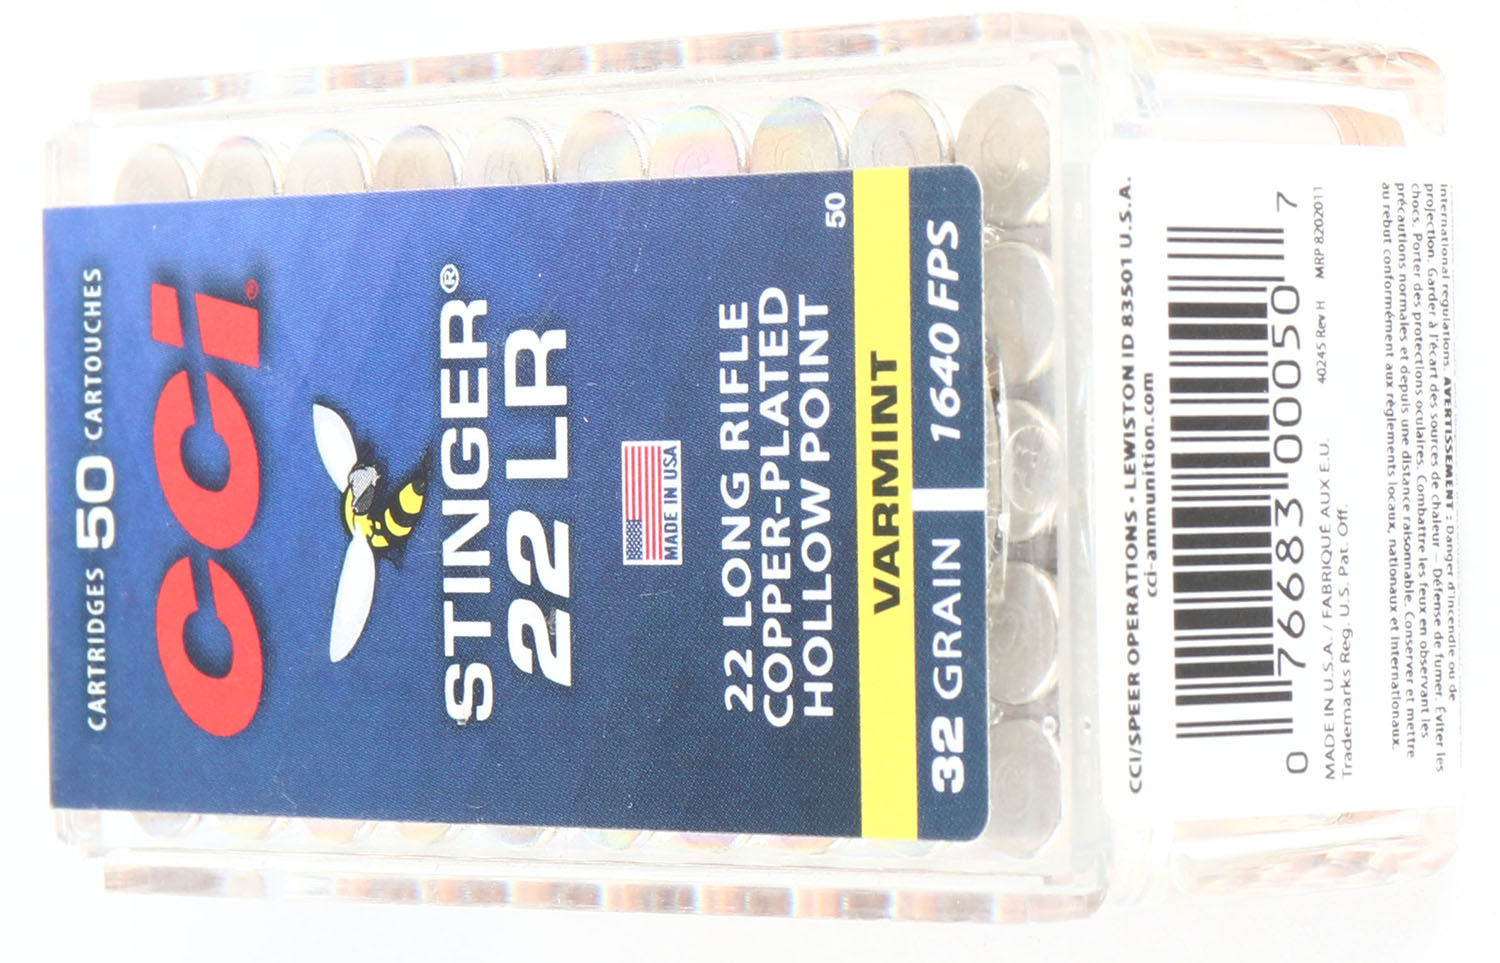 CARTRIDGES 50 CARTOUCHES
CCI®
STINGER®
22 LR
MADE IN USA
22 LONG RIFLE
COPPER-PLATED
HOLLOW POINT
50
VARMINT
32 GRAIN 1640 FPS
CCI/SPEER OPERATIONS - LEWISTON ID 83501 U.S.A.
cci-ammunition.com
0 76683 00050 7
MADE IN U.S.A. / FABRIQUÉ AUX E.U. 40245 Rev H MRP 8202011
Trademarks Reg. U.S. Pat. Off.
international regulations. AVERTISSEMENT : Danger d'incendie ou de
projection. Garder à l'écart des sources de chaleur – Défense de fumer. Éviter les
chocs. Porter des protections oculaires. Combattre les feux en observant les
précautions normales et depuis une distance raisonnable. Conserver et mettre
au rebut conformément aux règlements locaux, nationaux et internationaux.